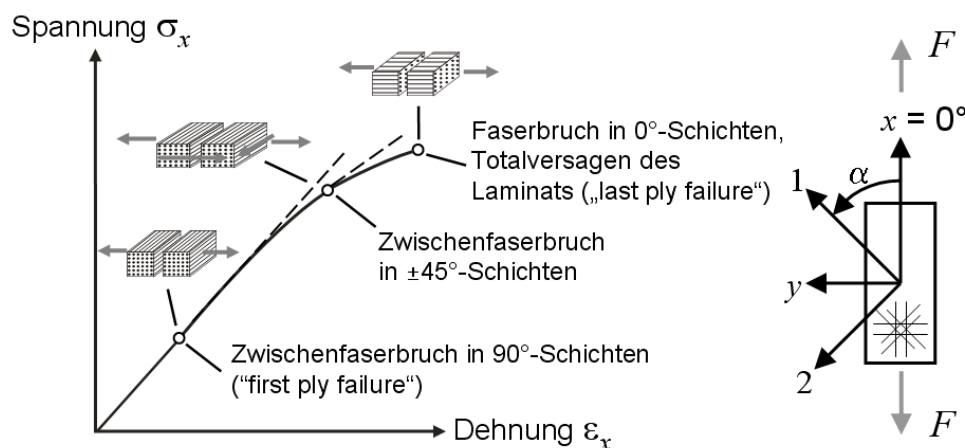 Spannung σx
Faserbruch in 0°-Schichten,
Totalversagen des
Laminats („last ply failure“)
Zwischenfaserbruch
in ±45°-Schichten
Zwischenfaserbruch in 90°-Schichten
(“first ply failure“)
Dehnung εx
F
x = 0°
1
α
y
2
F